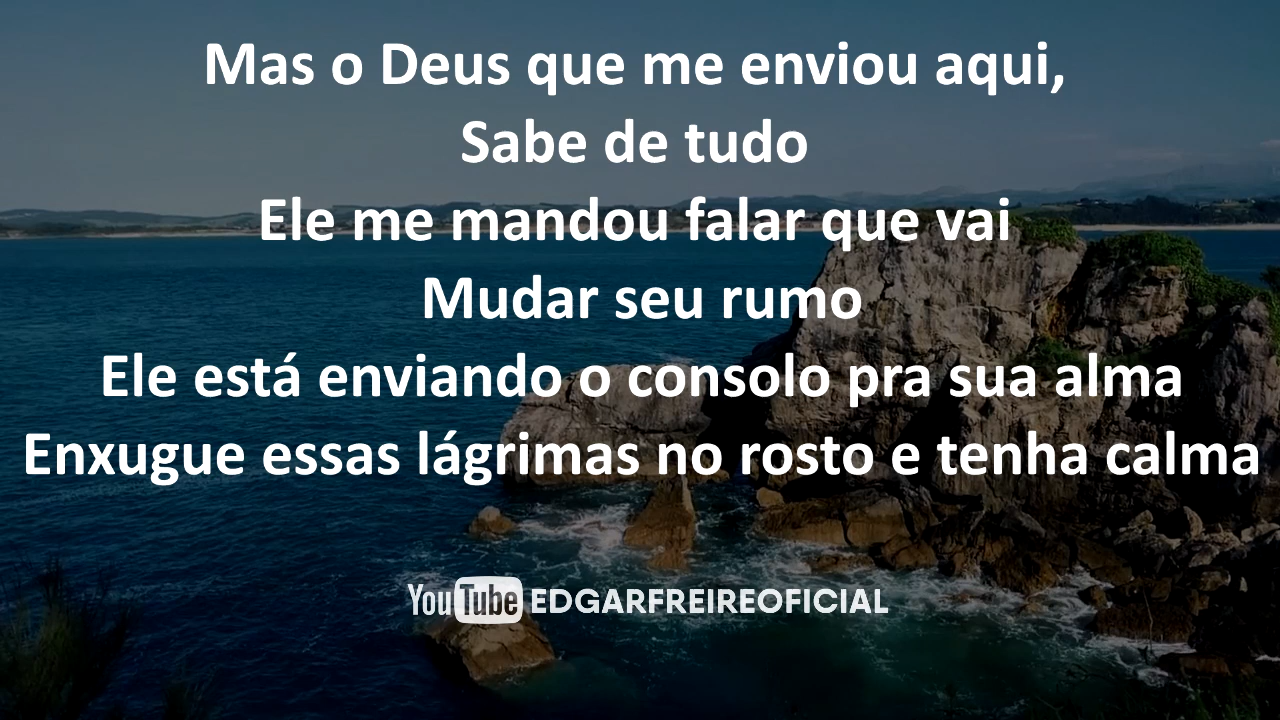 Mas o Deus que me enviou aqui,
Sabe de tudo
Ele me mandou falar que vai
Mudar seu rumo
Ele está enviando o consolo pra sua alma
Enxugue essas lágrimas no rosto e tenha calma
YouTube EDGARFREIREOFICIAL